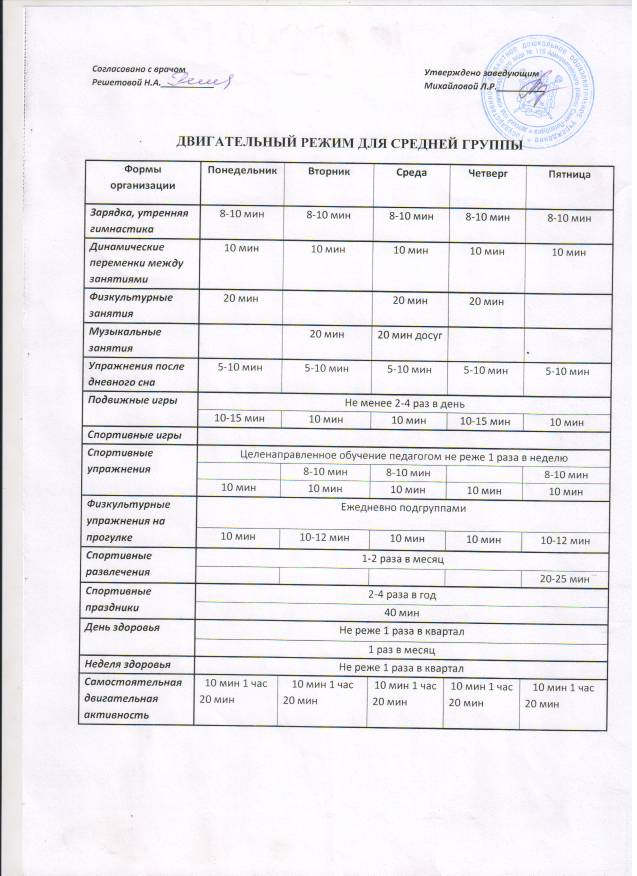 Согласовано с врачом
Решетовой Н.А.
Утверждено заведующим
Михайловой Л.Р.
ДВИГАТЕЛЬНЫЙ РЕЖИМ ДЛЯ СРЕДНЕЙ ГРУППЫ
Формы Понедельник Вторник Среда Четверг Пятница
организации
Зарядка, утренняя 8-10 мин 8-10 мин 8-10 мин 8-10 мин 8-10 мин
гимнастика
Динамические 10 мин 10 мин 10 мин 10 мин 10 мин
переменки между
занятиями
Физкультурные 20 мин 20 мин 20 мин
занятия
Музыкальные 20 мин 20 мин досуг
занятия
Упражнения после 5-10 мин 5-10 мин 5-10 мин 5-10 мин 5-10 мин
дневного сна
Подвижные игры Не менее 2-4 раз в день
10-15 мин 10 мин 10 мин 10-15 мин 10 мин
Спортивные игры
Спортивные Целенаправленное обучение педагогом не реже 1 раза в неделю
упражнения 8-10 мин 8-10 мин 8-10 мин
10 мин 10 мин 10 мин 10 мин 10 мин
Физкультурные Ежедневно подгруппами
упражнения на
прогулке 10 мин 10-12 мин 10 мин 10 мин 10-12 мин
Спортивные 1-2 раза в месяц
развлечения 20-25 мин
Спортивные 2-4 раза в год
праздники 40 мин
День здоровья Не реже 1 раза в квартал
1 раз в месяц
Неделя здоровья Не реже 1 раза в квартал
Самостоятельная 10 мин 1 час 10 мин 1 час 10 мин 1 час 10 мин 1 час 10 мин 1 час
двигательная 20 мин 20 мин 20 мин 20 мин 20 мин
активность